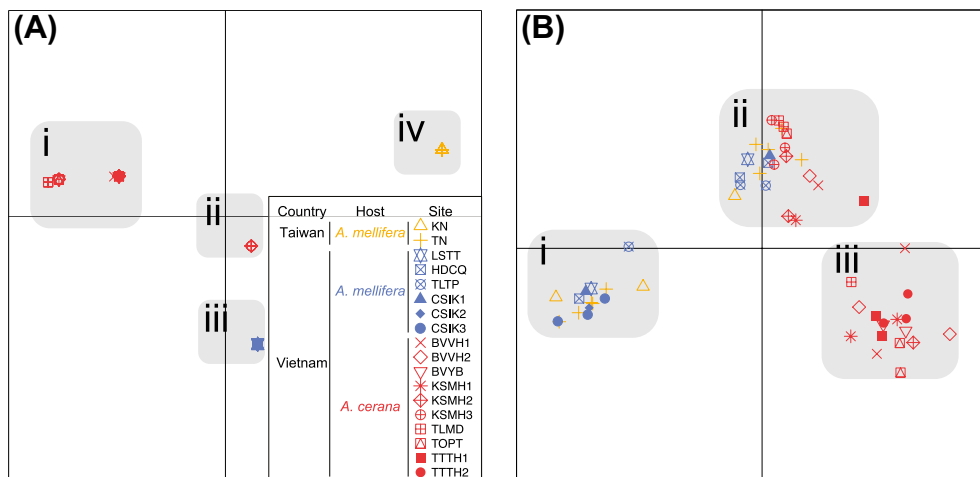 (A)
(B)
i
ii
iii
iv
Country Host Site
Taiwan A. mellifera KN
TN
Vietnam A. mellifera LSTT
HDCQ
TLTP
CSIK1
CSIK2
CSIK3
A. cerana BVVH1
BVVH2
BVYB
KSMH1
KSMH2
KSMH3
TLMD
TOPT
TTTH1
TTTH2
i
ii
iii